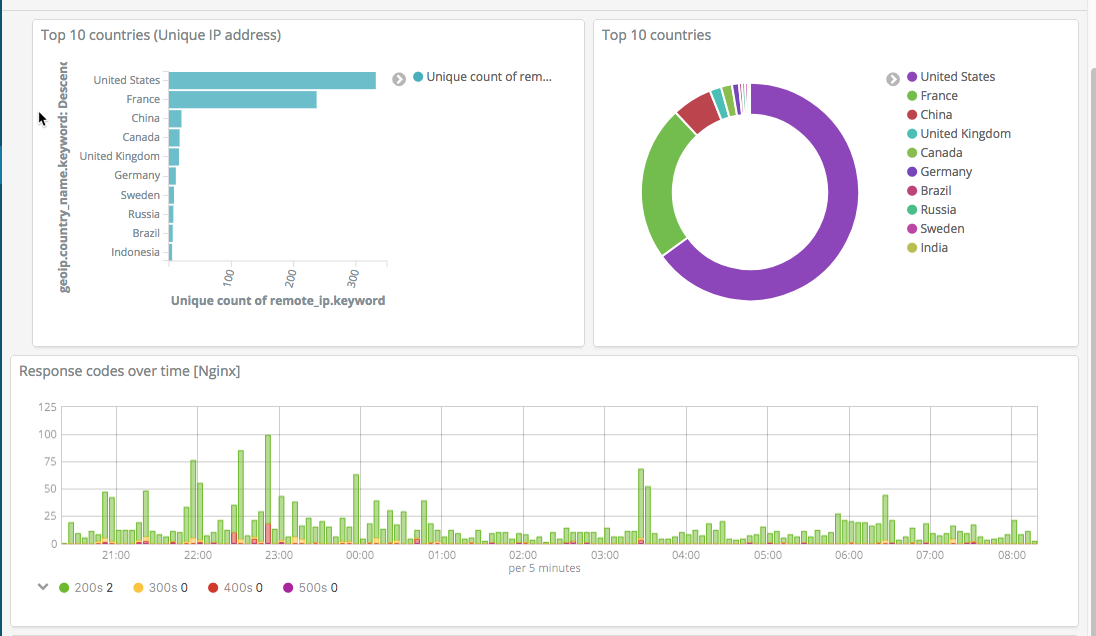 Top 10 countries (Unique IP address)
geoip.country_name.keyword: Descenc
United States
France
China
Canada
United Kingdom
Germany
Sweden
Russia
Brazil
Indonesia
100
200
300
Unique count of remote_ip.keyword
Unique count of rem...
Top 10 countries
United States
France
China
United Kingdom
Canada
Germany
Brazil
Russia
Sweden
India
Response codes over time [Nginx]
125
100
75
50
25
0
21:00 22:00 23:00 00:00 01:00 02:00 03:00 04:00 05:00 06:00 07:00 08:00
per 5 minutes
200s 2 300s 0 400s 0 500s 0